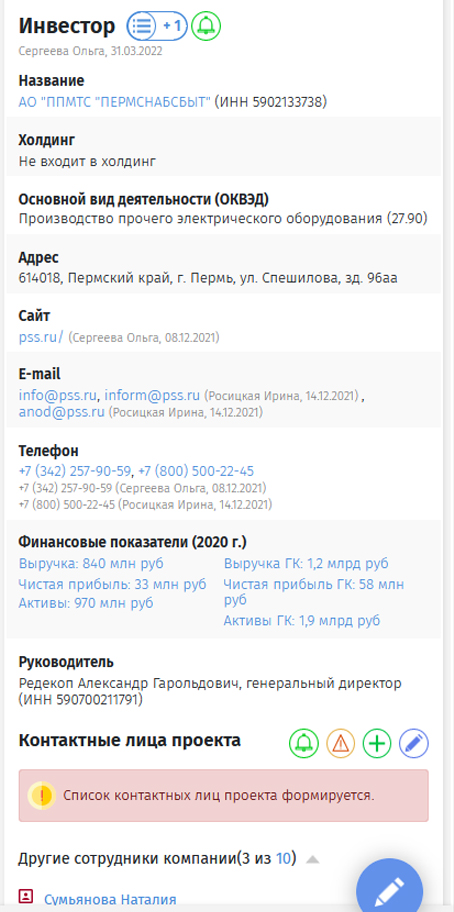 Инвестор + 1
Сергеева Ольга, 31.03.2022
Название
АО "ППМТС "ПЕРМСНАБСБЫТ" (ИНН 5902133738)
Холдинг
Не входит в холдинг
Основной вид деятельности (ОКВЭД)
Производство прочего электрического оборудования (27.90)
Адрес
614018, Пермский край, г. Пермь, ул. Спешилова, зд. 96аа
Сайт
pss.ru/ (Сергеева Ольга, 08.12.2021)
E-mail
info@pss.ru, inform@pss.ru (Росицкая Ирина, 14.12.2021) ,
anod@pss.ru (Росицкая Ирина, 14.12.2021)
Телефон
+7 (342) 257-90-59, +7 (800) 500-22-45
+7 (342) 257-90-59 (Сергеева Ольга, 08.12.2021)
+7 (800) 500-22-45 (Росицкая Ирина, 14.12.2021)
Финансовые показатели (2020 г.)
Выручка: 840 млн руб
Чистая прибыль: 33 млн руб
Активы: 970 млн руб
Выручка ГК: 1,2 млрд руб
Чистая прибыль ГК: 58 млн
руб
Активы ГК: 1,9 млрд руб
Руководитель
Редекоп Александр Гарольдович, генеральный директор
(ИНН 590700211791)
Контактные лица проекта
Список контактных лиц проекта формируется.
Другие сотрудники компании(3 из 10)
Сумьянова Наталия